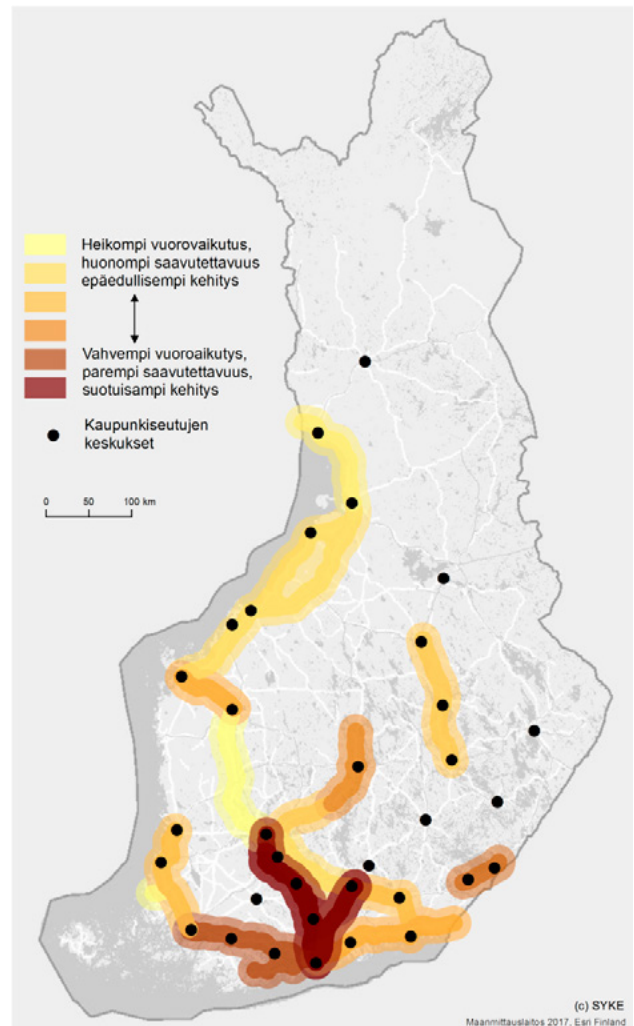 Heikompi vuorovaikutus,
huonompi saavutettavuus
epäedullisempi kehitys
Vahvempi vuoroaikutys,
parempi saavutettavuus,
suotuisampi kehitys
Kaupunkiseutujen
keskukset
0 50 100 km
(c) SYKE
Maanmittauslaitos 2017, Esri Finland